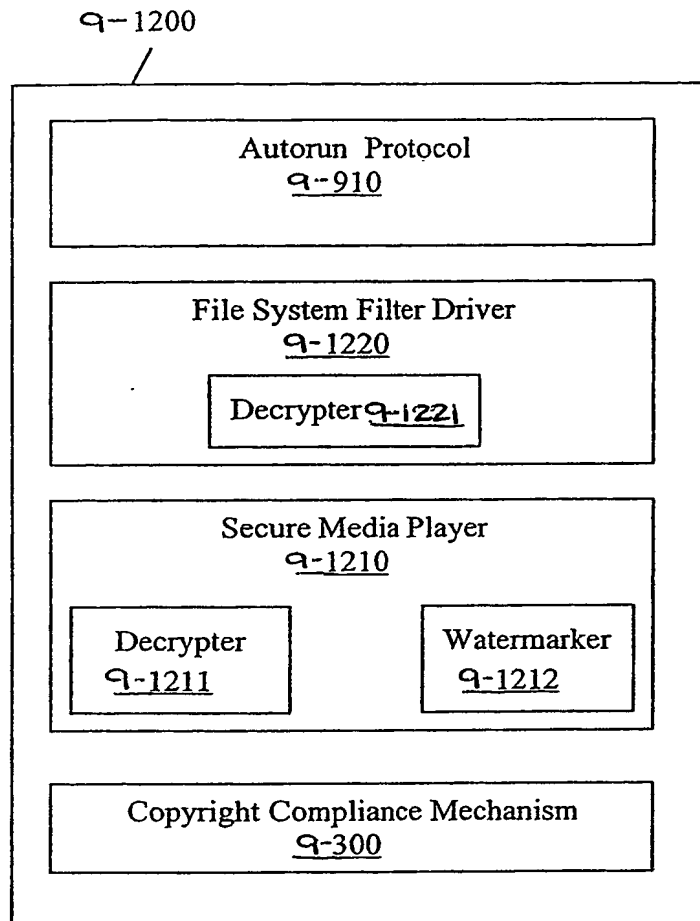 9-1200
Autorun Protocol
9-910
File System Filter Driver
9-1220
Decrypter 9-1221
Secure Media Player
9-1210
Decrypter
9-1211
Watermarker
9-1212
Copyright Compliance Mechanism
9-300